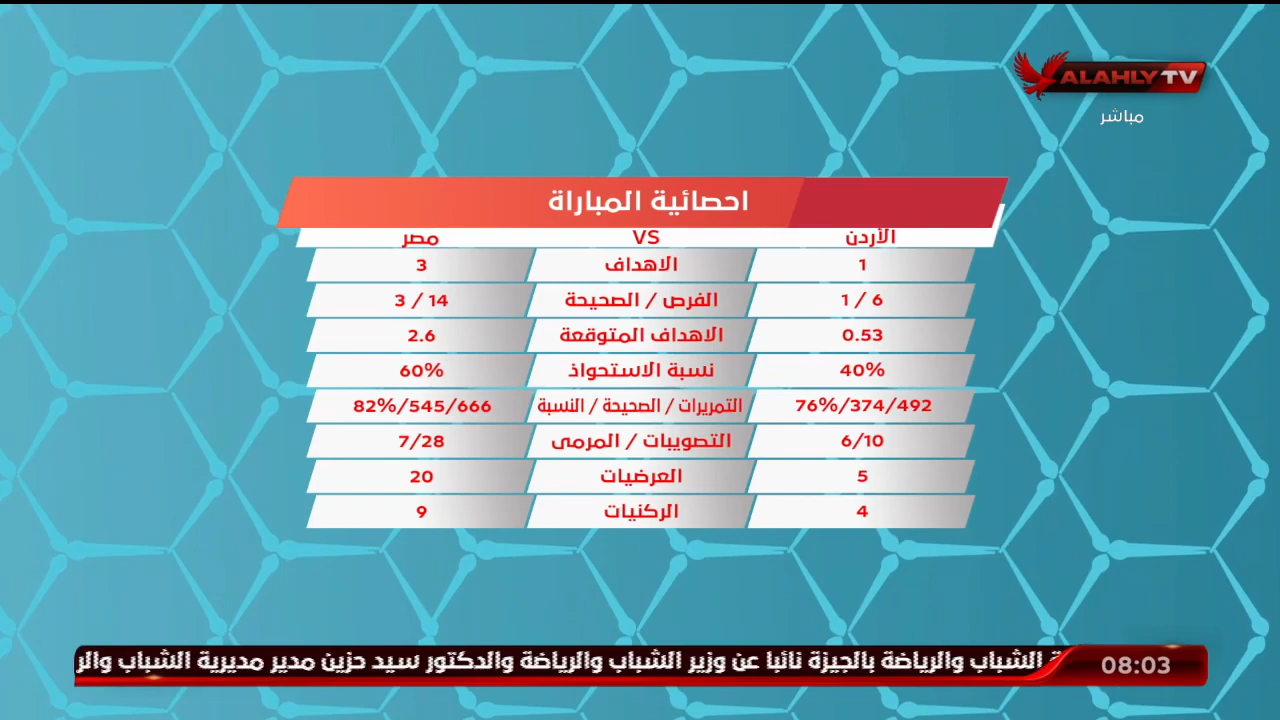 ALAHLY TV
مباشر
احصائية المباراة
الأردن VS مصر
1 الاهداف 3
1 / 6 الفرص / الصحيحة 3 / 14
0.53 الاهداف المتوقعة 2.6
40% نسبة الاستحواذ 60%
76%/374/492 التمريرات / الصحيحة / النسبة 82%/545/666
6/10 التصويبات / المرمى 7/28
5 العرضيات 20
4 الركنيات 9
08:03
ة الشباب والرياضة بالجيزة نائبا عن وزير الشباب والرياضة والدكتور سيد حزين مدير مديرية الشباب والر